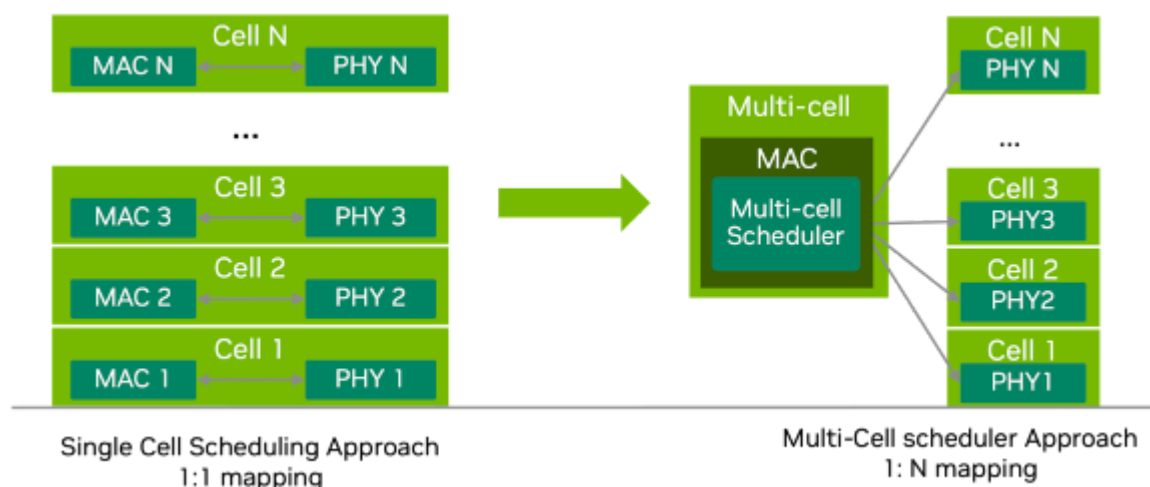 Cell N
MAC N
PHY N
...
Cell 3
MAC 3
PHY 3
Cell 2
MAC 2
PHY 2
Cell 1
MAC 1
PHY 1
Single Cell Scheduling Approach
1:1 mapping
Multi-cell
MAC
Multi-cell
Scheduler
Cell N
PHY N
...
Cell 3
PHY3
Cell 2
PHY2
Cell 1
PHY1
Multi-Cell scheduler Approach
1: N mapping